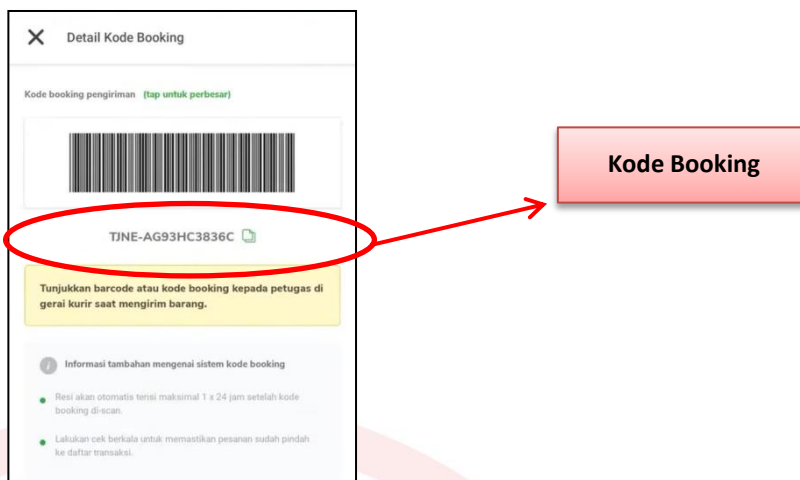 Detail Kode Booking
Kode booking pengiriman (tap untuk perbesar)
TJNE-AG93HC3836C
Kode Booking
Tunjukkan barcode atau kode booking kepada petugas di
gerai kurir saat mengirim barang.
Informasi tambahan mengenai sistem kode booking
Resi akan otomatis terisi maksimal 1 x 24 jam setelah kode
booking di-scan.
Lakukan cek berkala untuk memastikan pesanan sudah pindah
ke daftar transaksi.